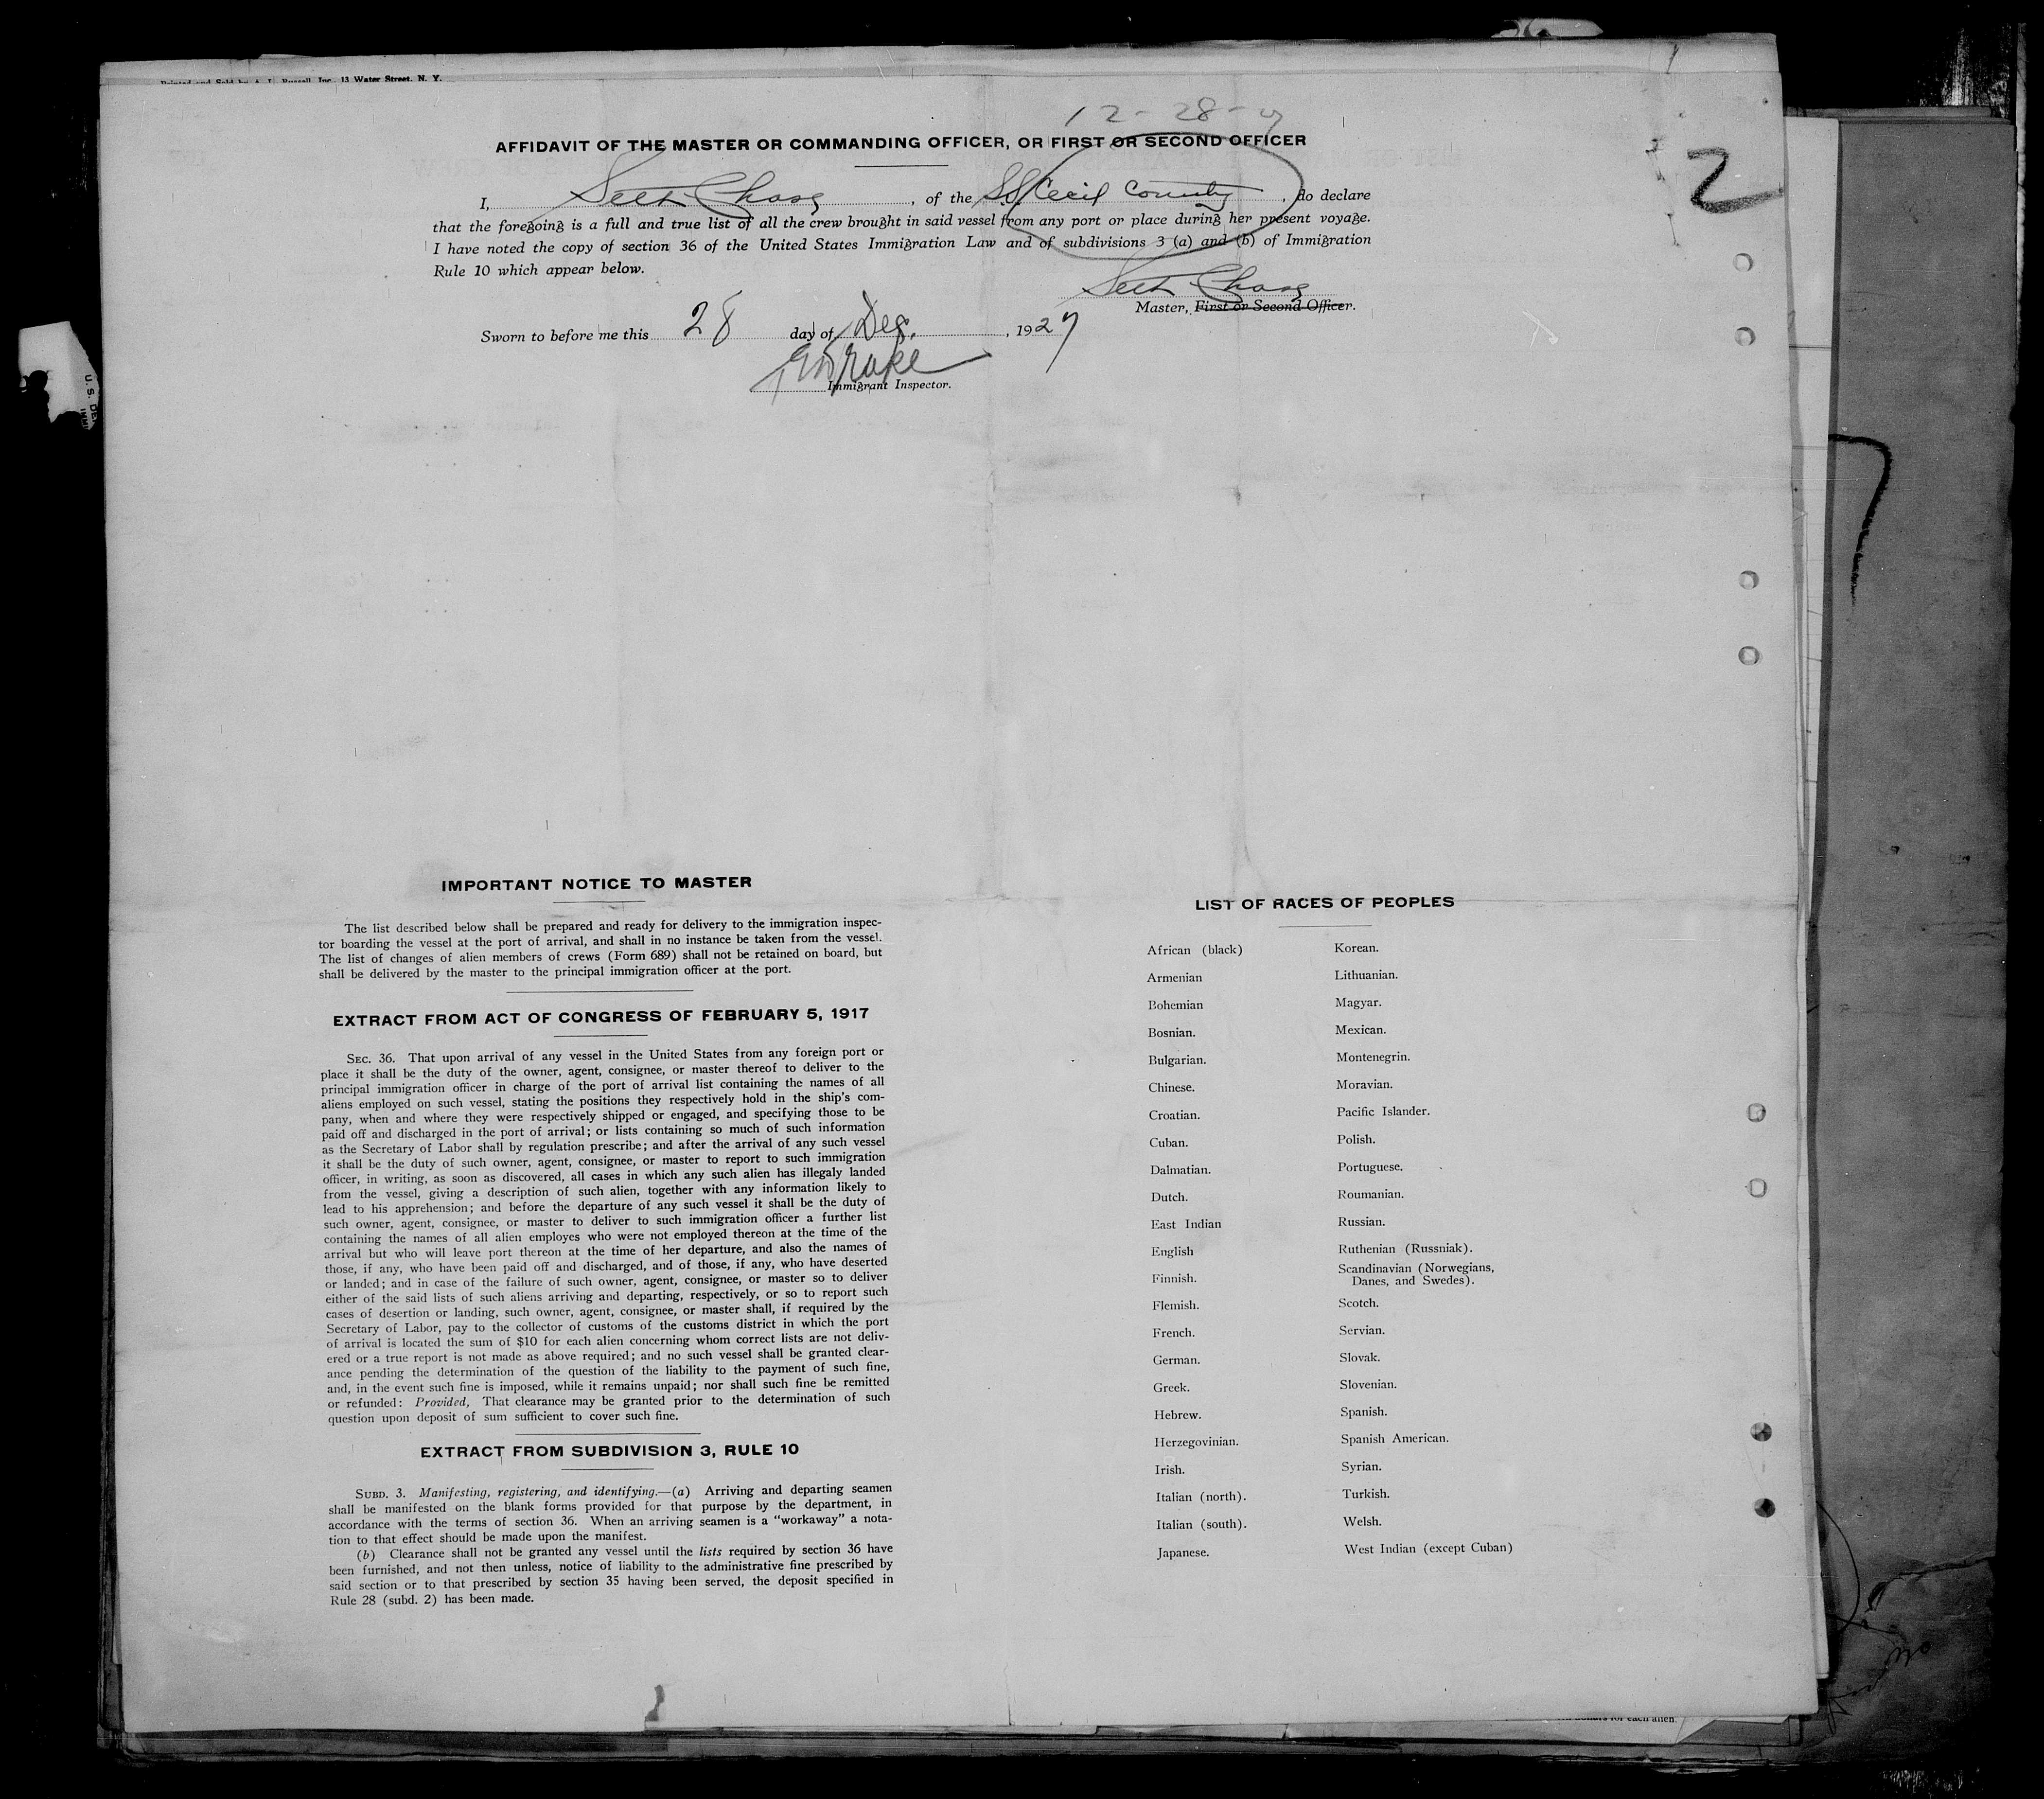 13 Water Street, N. Y.
12-28-7
2
AFFIDAVIT OF THE MASTER OR COMMANDING OFFICER, OR FIRST OR SECOND OFFICER
I, Seth Chase, of the SS Cecil County, do declare
that the foregoing is a full and true list of all the crew brought in said vessel from any port or place during her present voyage.
I have noted the copy of section 36 of the United States Immigration Law and of subdivisions 3 (a) and (b) of Immigration
Rule 10 which appear below.
Seth Chase
Master, First or Second Officer.
Sworn to before me this 28 day of Dec., 1927
Immigrant Inspector.
IMPORTANT NOTICE TO MASTER
The list described below shall be prepared and ready for delivery to the immigration inspec-
tor boarding the vessel at the port of arrival, and shall in no instance be taken from the vessel.
The list of changes of alien members of crews (Form 689) shall not be retained on board, but
shall be delivered by the master to the principal immigration officer at the port.
EXTRACT FROM ACT OF CONGRESS OF FEBRUARY 5, 1917
SEC. 36. That upon arrival of any vessel in the United States from any foreign port or
place it shall be the duty of the owner, agent, consignee, or master thereof to deliver to the
principal immigration officer in charge of the port of arrival list containing the names of all
aliens employed on such vessel, stating the positions they respectively hold in the ship's com-
pany, when and where they were respectively shipped or engaged, and specifying those to be
paid off and discharged in the port of arrival; or lists containing so much of such information
as the Secretary of Labor shall by regulation prescribe; and after the arrival of any such vessel
it shall be the duty of such owner, agent, consignee, or master to report to such immigration
officer, in writing, as soon as discovered, all cases in which any such alien has illegaly landed
from the vessel, giving a description of such alien, together with any information likely to
lead to his apprehension; and before the departure of any such vessel it shall be the duty of
such owner, agent, consignee, or master to deliver to such immigration officer a further list
containing the names of all alien employes who were not employed thereon at the time of the
arrival but who will leave port thereon at the time of her departure, and also the names of
those, if any, who have been paid off and discharged, and of those, if any, who have deserted
or landed; and in case of the failure of such owner, agent, consignee, or master so to deliver
either of the said lists of such aliens arriving and departing, respectively, or so to report such
cases of desertion or landing, such owner, agent, consignee, or master shall, if required by the
Secretary of Labor, pay to the collector of customs of the customs district in which the port
of arrival is located the sum of $10 for each alien concerning whom correct lists are not deliv-
ered or a true report is not made as above required; and no such vessel shall be granted clear-
ance pending the determination of the question of the liability to the payment of such fine,
and, in the event such fine is imposed, while it remains unpaid; nor shall such fine be remitted
or refunded: Provided, That clearance may be granted prior to the determination of such
question upon deposit of sum sufficient to cover such fine.
EXTRACT FROM SUBDIVISION 3, RULE 10
SUBD. 3. Manifesting, registering, and identifying.—(a) Arriving and departing seamen
shall be manifested on the blank forms provided for that purpose by the department, in
accordance with the terms of section 36. When an arriving seamen is a "workaway" a nota-
tion to that effect should be made upon the manifest.
(b) Clearance shall not be granted any vessel until the lists required by section 36 have
been furnished, and not then unless, notice of liability to the administrative fine prescribed by
said section or to that prescribed by section 35 having been served, the deposit specified in
Rule 28 (subd. 2) has been made.
LIST OF RACES OF PEOPLES
African (black)
Armenian
Bohemian
Bosnian.
Bulgarian.
Chinese.
Croatian.
Cuban.
Dalmatian.
Dutch.
East Indian
English
Finnish.
Flemish.
French.
German.
Greek.
Hebrew.
Herzegovinian.
Irish.
Italian (north).
Italian (south).
Japanese.
Korean.
Lithuanian.
Magyar.
Mexican.
Montenegrin.
Moravian.
Pacific Islander.
Polish.
Portuguese.
Roumanian.
Russian.
Ruthenian (Russniak).
Scandinavian (Norwegians,
Danes, and Swedes).
Scotch.
Servian.
Slovak.
Slovenian.
Spanish.
Spanish American.
Syrian.
Turkish.
Welsh.
West Indian (except Cuban)
for each alien.